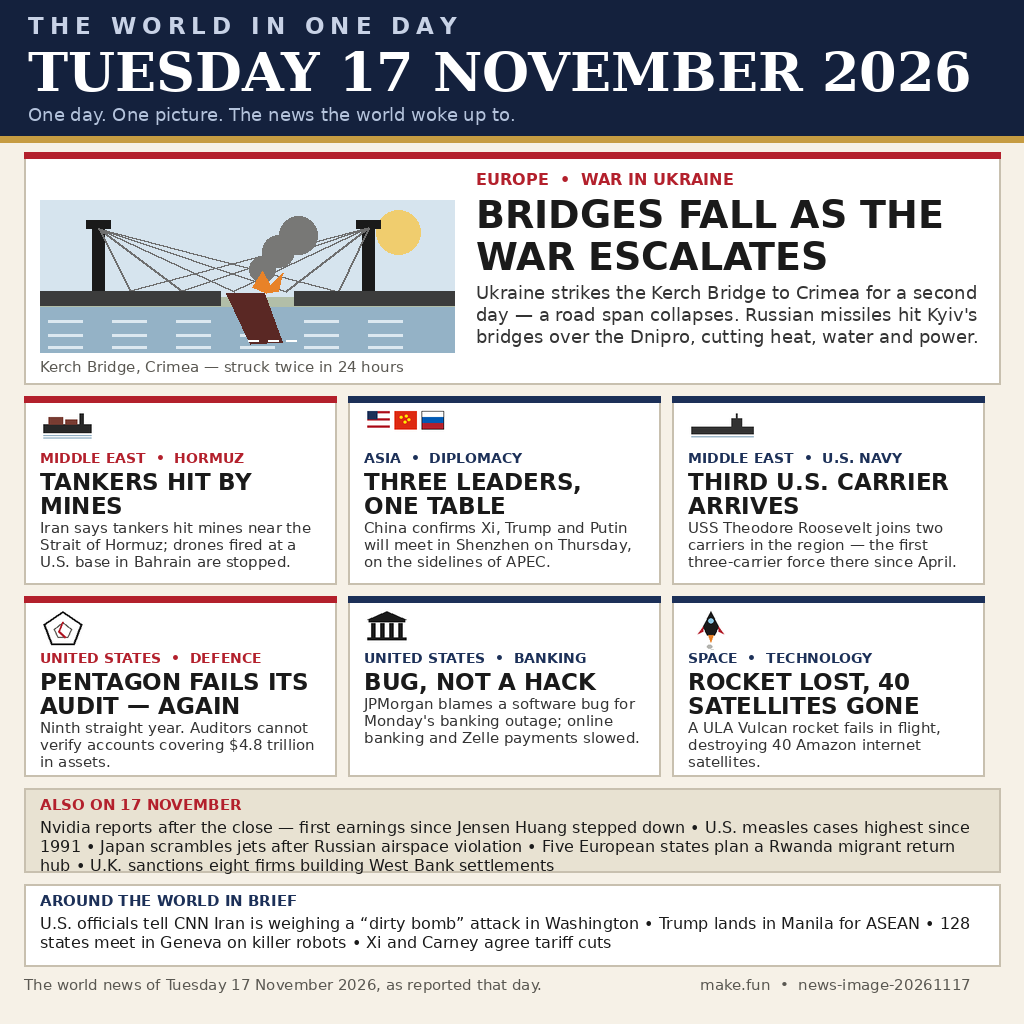 THE WORLD IN ONE DAY
TUESDAY 17 NOVEMBER 2026
One day. One picture. The news the world woke up to.
EUROPE • WAR IN UKRAINE
BRIDGES FALL AS THE
WAR ESCALATES
Ukraine strikes the Kerch Bridge to Crimea for a second
day — a road span collapses. Russian missiles hit Kyiv's
bridges over the Dnipro, cutting heat, water and power.
Kerch Bridge, Crimea — struck twice in 24 hours
MIDDLE EAST • HORMUZ
TANKERS HIT BY
MINES
Iran says tankers hit mines near the
Strait of Hormuz; drones fired at a
U.S. base in Bahrain are stopped.
ASIA • DIPLOMACY
THREE LEADERS,
ONE TABLE
China confirms Xi, Trump and Putin
will meet in Shenzhen on Thursday,
on the sidelines of APEC.
MIDDLE EAST • U.S. NAVY
THIRD U.S. CARRIER
ARRIVES
USS Theodore Roosevelt joins two
carriers in the region — the first
three-carrier force there since April.
UNITED STATES • DEFENCE
PENTAGON FAILS ITS
AUDIT — AGAIN
Ninth straight year. Auditors cannot
verify accounts covering $4.8 trillion
in assets.
UNITED STATES • BANKING
BUG, NOT A HACK
JPMorgan blames a software bug for
Monday's banking outage; online
banking and Zelle payments slowed.
SPACE • TECHNOLOGY
ROCKET LOST, 40
SATELLITES GONE
A ULA Vulcan rocket fails in flight,
destroying 40 Amazon internet
satellites.
ALSO ON 17 NOVEMBER
Nvidia reports after the close — first earnings since Jensen Huang stepped down • U.S. measles cases highest since
1991 • Japan scrambles jets after Russian airspace violation • Five European states plan a Rwanda migrant return
hub • U.K. sanctions eight firms building West Bank settlements
AROUND THE WORLD IN BRIEF
U.S. officials tell CNN Iran is weighing a “dirty bomb” attack in Washington • Trump lands in Manila for ASEAN • 128
states meet in Geneva on killer robots • Xi and Carney agree tariff cuts
The world news of Tuesday 17 November 2026, as reported that day.
make.fun • news-image-20261117